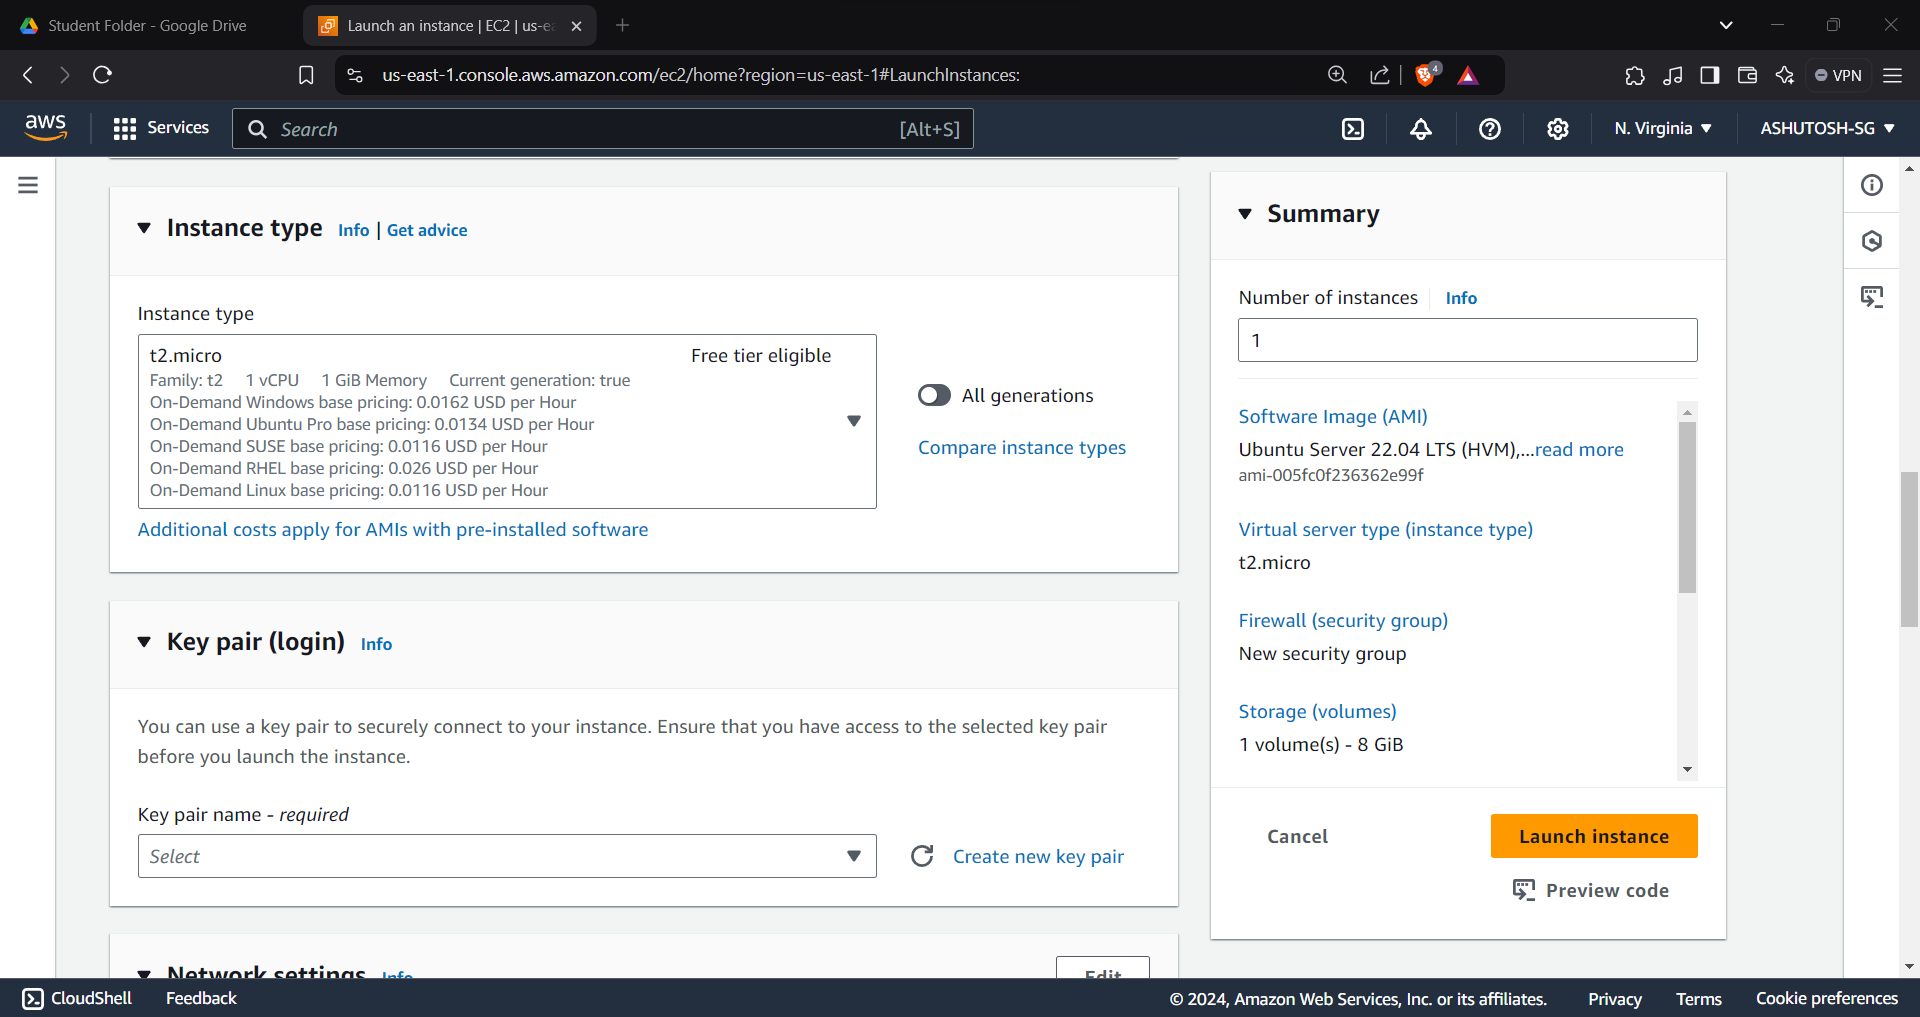 Student Folder - Google Drive
Launch an instance | EC2 | us-ea
us-east-1.console.aws.amazon.com/ec2/home?region=us-east-1#LaunchInstances:
4
VPN
aws
Services
Search
[Alt+S]
N. Virginia
ASHUTOSH-SG
Instance type
Info | Get advice
Instance type
t2.micro
Free tier eligible
Family: t2 1 vCPU 1 GiB Memory Current generation: true
On-Demand Windows base pricing: 0.0162 USD per Hour
On-Demand Ubuntu Pro base pricing: 0.0134 USD per Hour
On-Demand SUSE base pricing: 0.0116 USD per Hour
On-Demand RHEL base pricing: 0.026 USD per Hour
On-Demand Linux base pricing: 0.0116 USD per Hour
All generations
Compare instance types
Additional costs apply for AMIs with pre-installed software
Key pair (login)
Info
You can use a key pair to securely connect to your instance. Ensure that you have access to the selected key pair
before you launch the instance.
Key pair name - required
Select
Create new key pair
Network settings
Info
Edit
Summary
Number of instances
Info
1
Software Image (AMI)
Ubuntu Server 22.04 LTS (HVM),...read more
ami-005fc0f236362e99f
Virtual server type (instance type)
t2.micro
Firewall (security group)
New security group
Storage (volumes)
1 volume(s) - 8 GiB
Cancel
Launch instance
Preview code
CloudShell
Feedback
© 2024, Amazon Web Services, Inc. or its affiliates.
Privacy
Terms
Cookie preferences